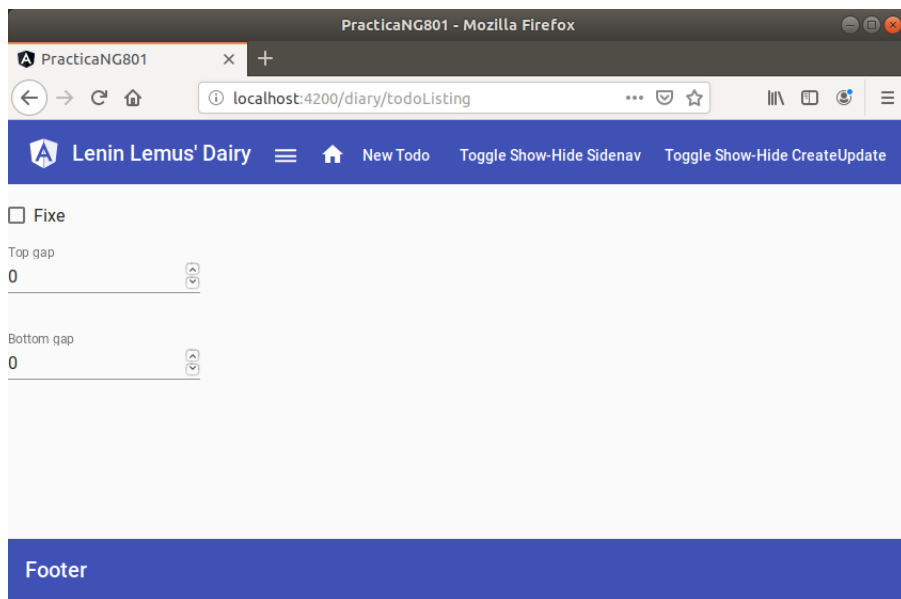 PracticaNG801 - Mozilla Firefox
PracticaNG801
localhost:4200/diary/todoListing
Lenin Lemus' Dairy New Todo Toggle Show-Hide Sidenav Toggle Show-Hide CreateUpdate
Fixe
Top gap
0
Bottom gap
0
Footer